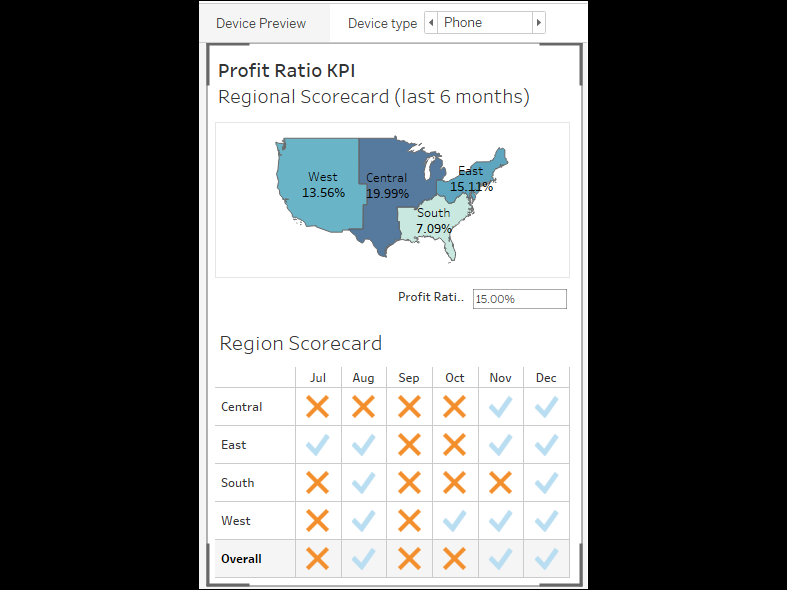 Device Preview Device type Phone
Profit Ratio KPI
Regional Scorecard (last 6 months)
West
13.56%
Central
19.99%
East
15.11%
South
7.09%
Profit Rati.. 15.00%
Region Scorecard
Jul Aug Sep Oct Nov Dec
Central
East
South
West
Overall